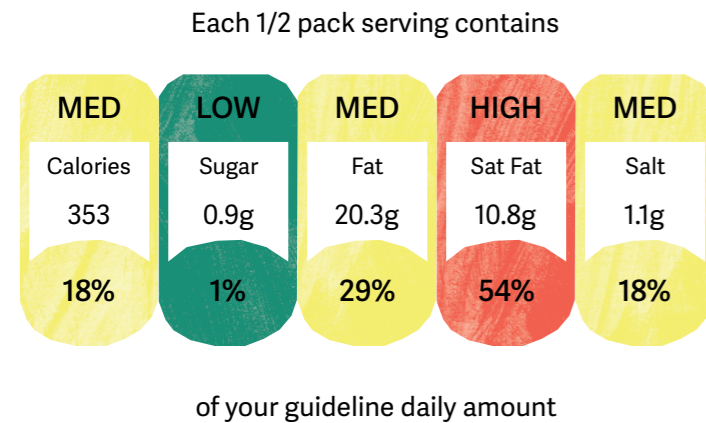 Each 1/2 pack serving contains
MED LOW MED HIGH MED
Calories Sugar Fat Sat Fat Salt
353 0.9g 20.3g 10.8g 1.1g
18% 1% 29% 54% 18%
of your guideline daily amount